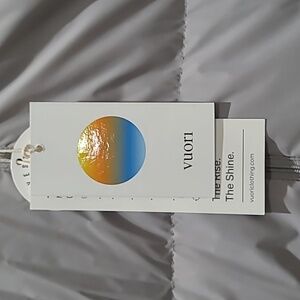 vuori
The Rise.
The Shine.
vuoriclothing.com